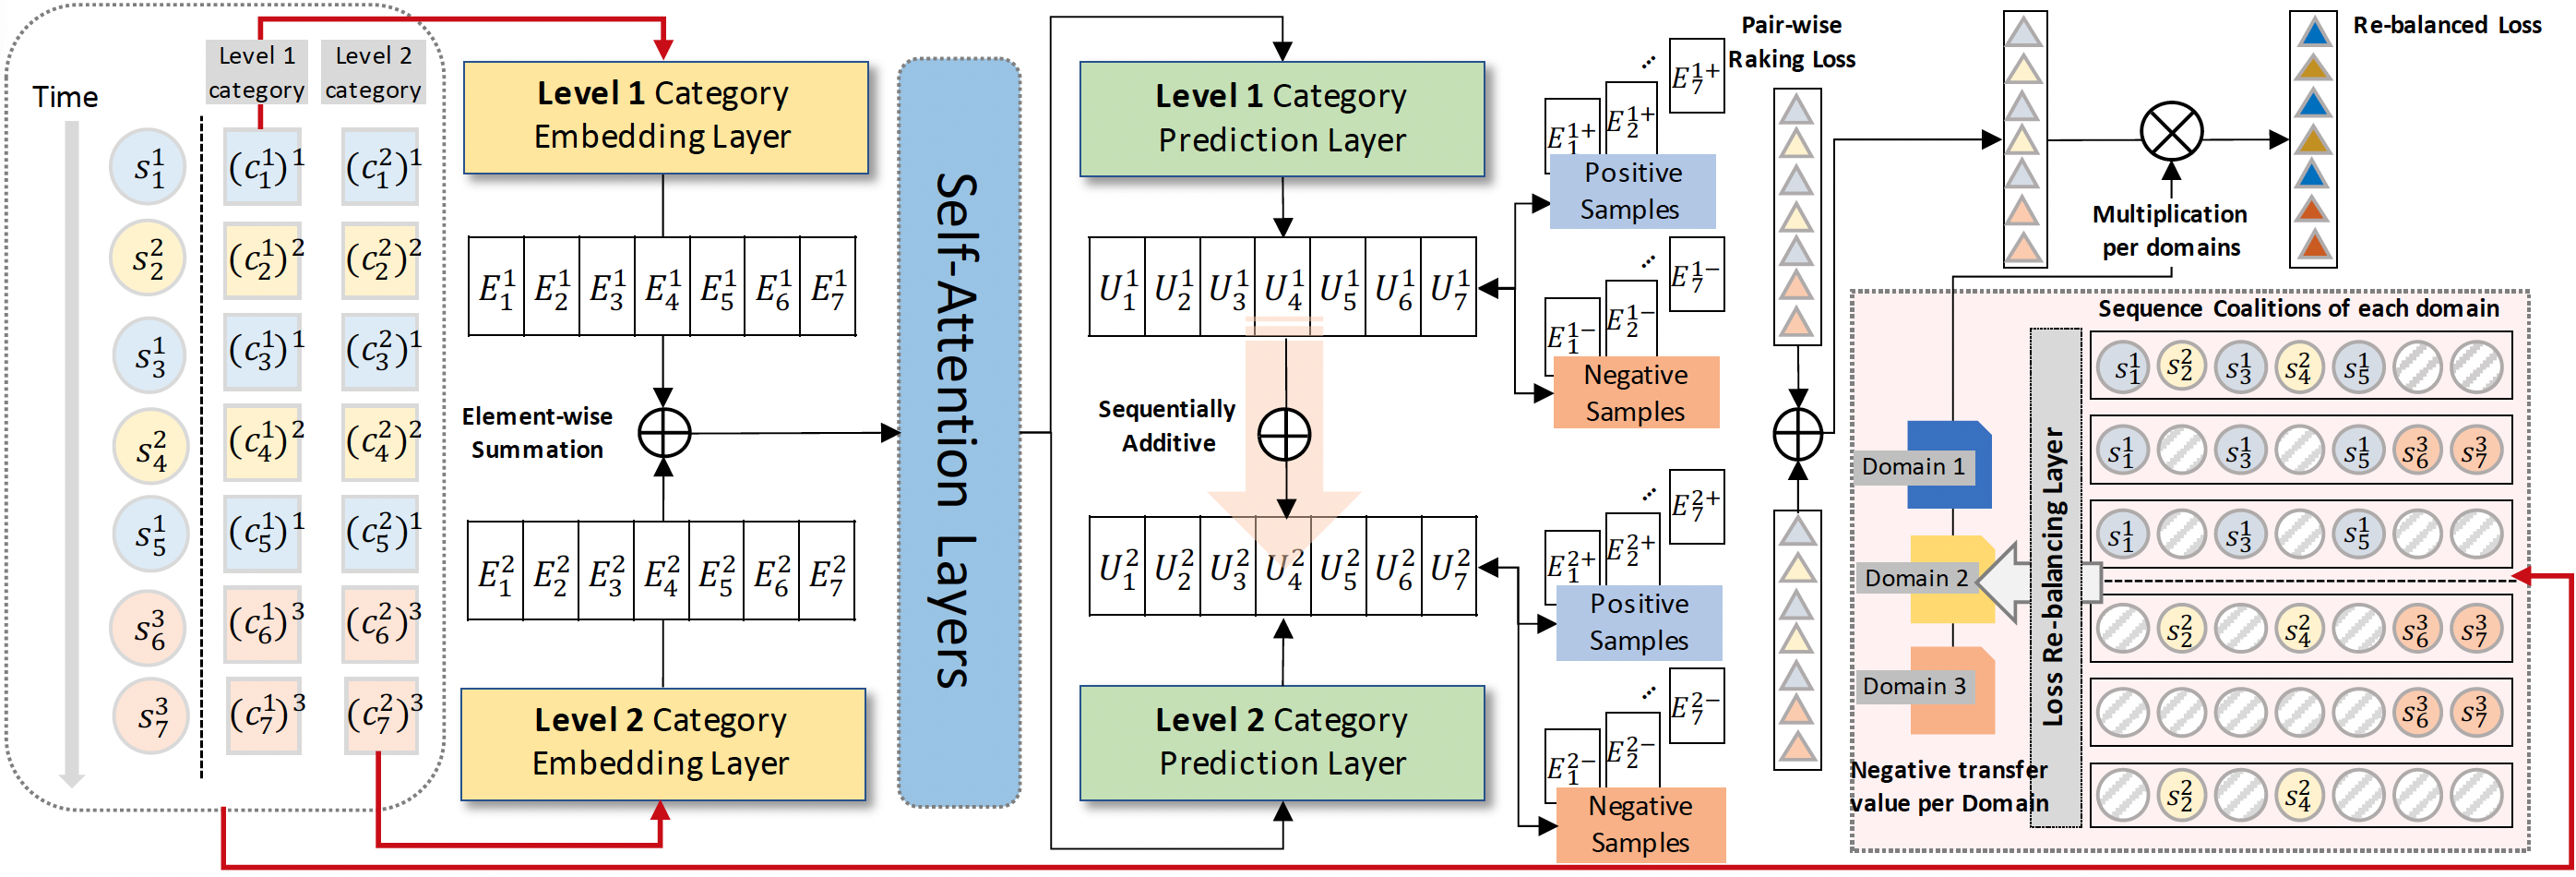 Time
Level 1
category
Level 2
category
s_1^1 (c_1^1)^1 (c_1^2)^1
s_2^2 (c_2^1)^2 (c_2^2)^2
s_3^1 (c_3^1)^1 (c_3^2)^1
s_4^2 (c_4^1)^2 (c_4^2)^2
s_5^1 (c_5^1)^1 (c_5^2)^1
s_6^3 (c_6^1)^3 (c_6^2)^3
s_7^3 (c_7^1)^3 (c_7^2)^3
Level 1 Category
Embedding Layer
E_1^1 E_2^1 E_3^1 E_4^1 E_5^1 E_6^1 E_7^1
Element-wise
Summation
E_1^2 E_2^2 E_3^2 E_4^2 E_5^2 E_6^2 E_7^2
Level 2 Category
Embedding Layer
Self-Attention Layers
Level 1 Category
Prediction Layer
U_1^1 U_2^1 U_3^1 U_4^1 U_5^1 U_6^1 U_7^1
Sequentially
Additive
U_1^2 U_2^2 U_3^2 U_4^2 U_5^2 U_6^2 U_7^2
Level 2 Category
Prediction Layer
E_1^{1+} E_2^{1+} ... E_7^{1+}
Positive
Samples
E_1^{1-} E_2^{1-} ... E_7^{1-}
Negative
Samples
E_1^{2+} E_2^{2+} ... E_7^{2+}
Positive
Samples
E_1^{2-} E_2^{2-} ... E_7^{2-}
Negative
Samples
Pair-wise
Raking Loss
Re-balanced Loss
Multiplication
per domains
Sequence Coalitions of each domain
s_1^1 s_2^2 s_3^1 s_4^2 s_5^1
s_1^1 s_3^1 s_5^1 s_6^3 s_7^3
s_1^1 s_3^1 s_5^1
s_2^2 s_4^2 s_6^3 s_7^3
s_6^3 s_7^3
s_2^2 s_4^2
Loss Re-balancing Layer
Domain 1
Domain 2
Domain 3
Negative transfer
value per Domain